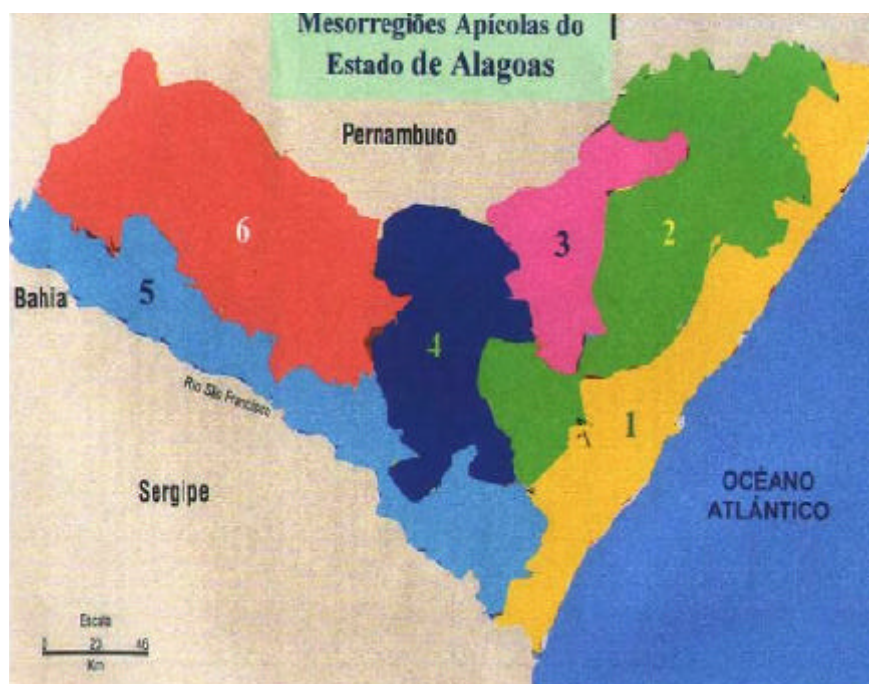 Mesorregiões Apícolas do
Estado de Alagoas
Pernambuco
6
3
2
5
Bahia
4
Rio São Francisco
1
Sergipe
OCÉANO
ATLÁNTICO
Escala
0 23 46
Km